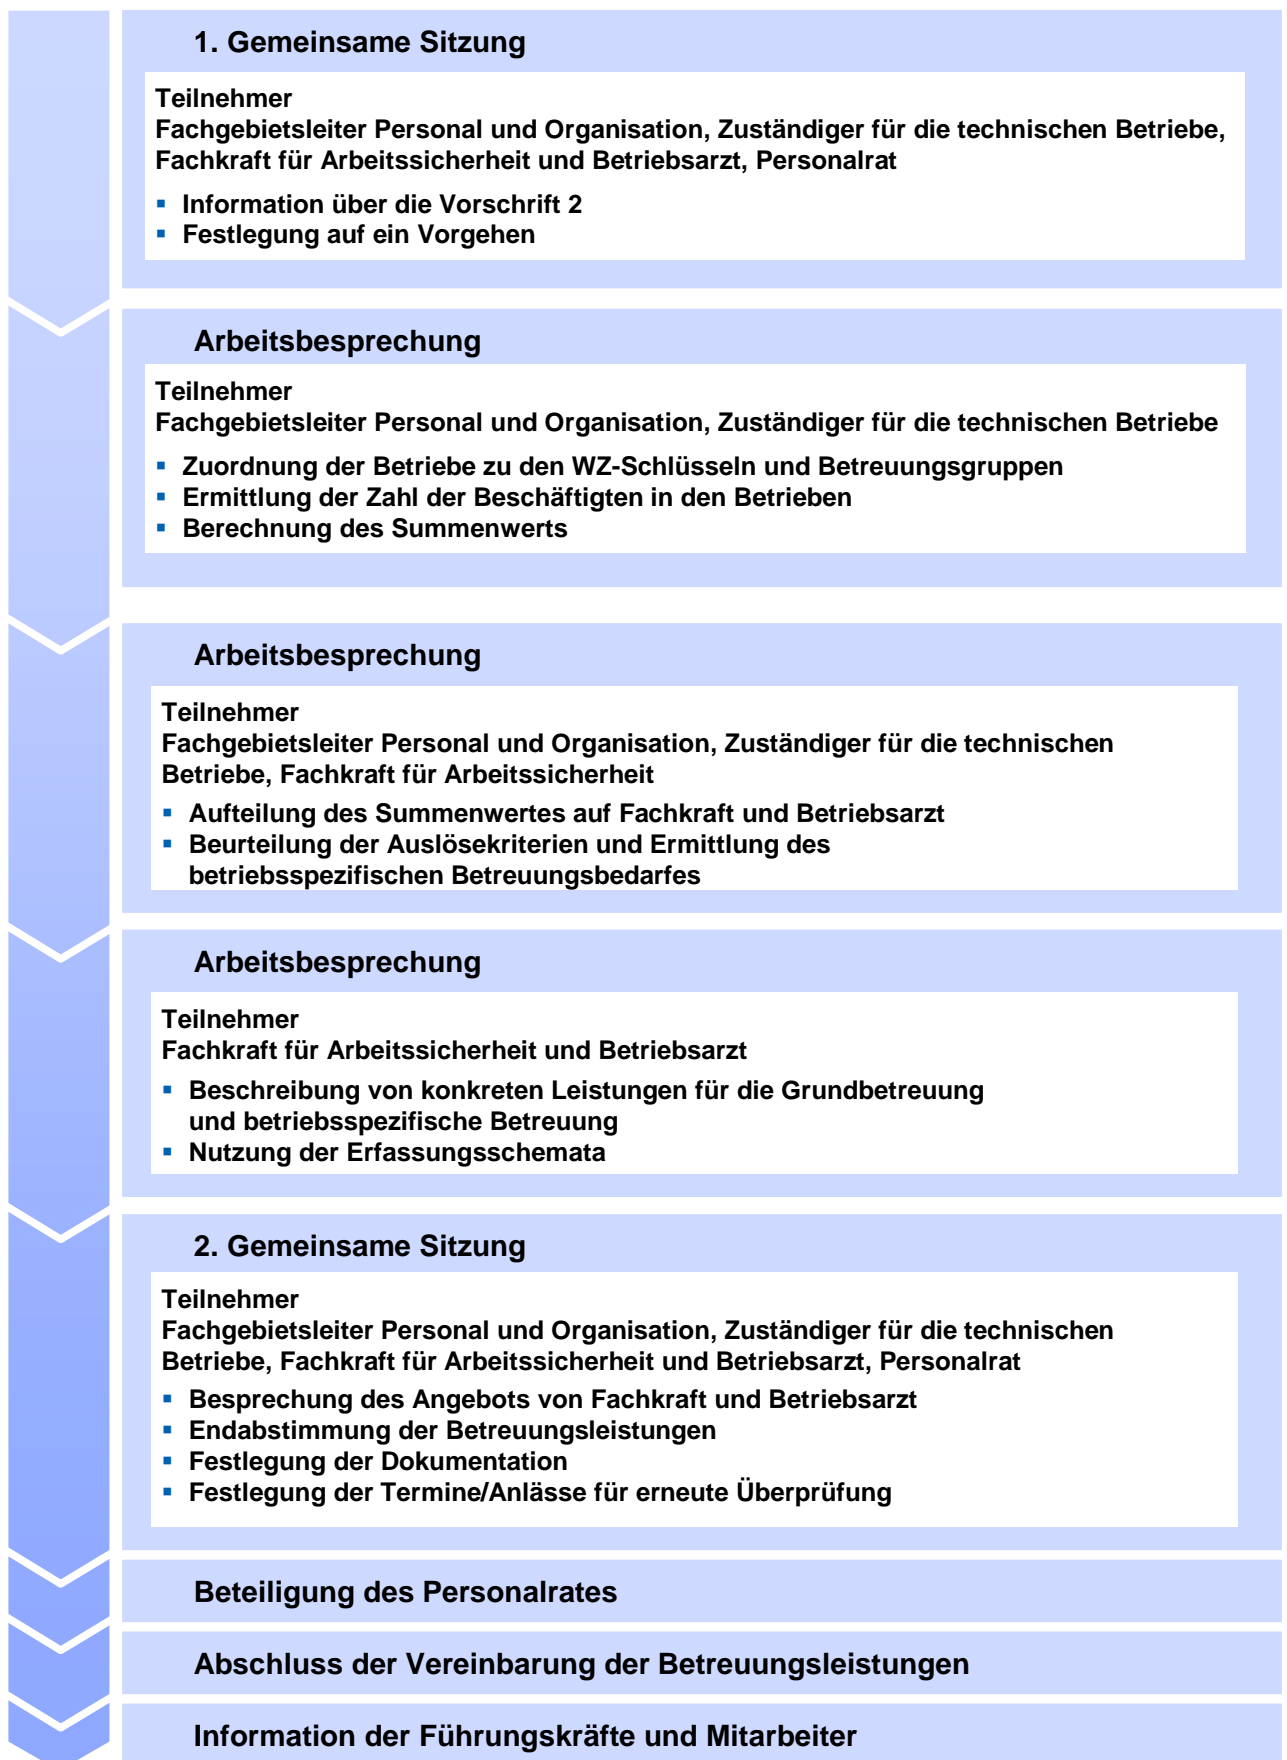 1. Gemeinsame Sitzung
Teilnehmer
Fachgebietsleiter Personal und Organisation, Zuständiger für die technischen Betriebe,
Fachkraft für Arbeitssicherheit und Betriebsarzt, Personalrat
▪ Information über die Vorschrift 2
▪ Festlegung auf ein Vorgehen
Arbeitsbesprechung
Teilnehmer
Fachgebietsleiter Personal und Organisation, Zuständiger für die technischen Betriebe
▪ Zuordnung der Betriebe zu den WZ-Schlüsseln und Betreuungsgruppen
▪ Ermittlung der Zahl der Beschäftigten in den Betrieben
▪ Berechnung des Summenwerts
Arbeitsbesprechung
Teilnehmer
Fachgebietsleiter Personal und Organisation, Zuständiger für die technischen
Betriebe, Fachkraft für Arbeitssicherheit
▪ Aufteilung des Summenwertes auf Fachkraft und Betriebsarzt
▪ Beurteilung der Auslösekriterien und Ermittlung des
betriebsspezifischen Betreuungsbedarfes
Arbeitsbesprechung
Teilnehmer
Fachkraft für Arbeitssicherheit und Betriebsarzt
▪ Beschreibung von konkreten Leistungen für die Grundbetreuung
und betriebsspezifische Betreuung
▪ Nutzung der Erfassungsschemata
2. Gemeinsame Sitzung
Teilnehmer
Fachgebietsleiter Personal und Organisation, Zuständiger für die technischen
Betriebe, Fachkraft für Arbeitssicherheit und Betriebsarzt, Personalrat
▪ Besprechung des Angebots von Fachkraft und Betriebsarzt
▪ Endabstimmung der Betreuungsleistungen
▪ Festlegung der Dokumentation
▪ Festlegung der Termine/Anlässe für erneute Überprüfung
Beteiligung des Personalrates
Abschluss der Vereinbarung der Betreuungsleistungen
Information der Führungskräfte und Mitarbeiter